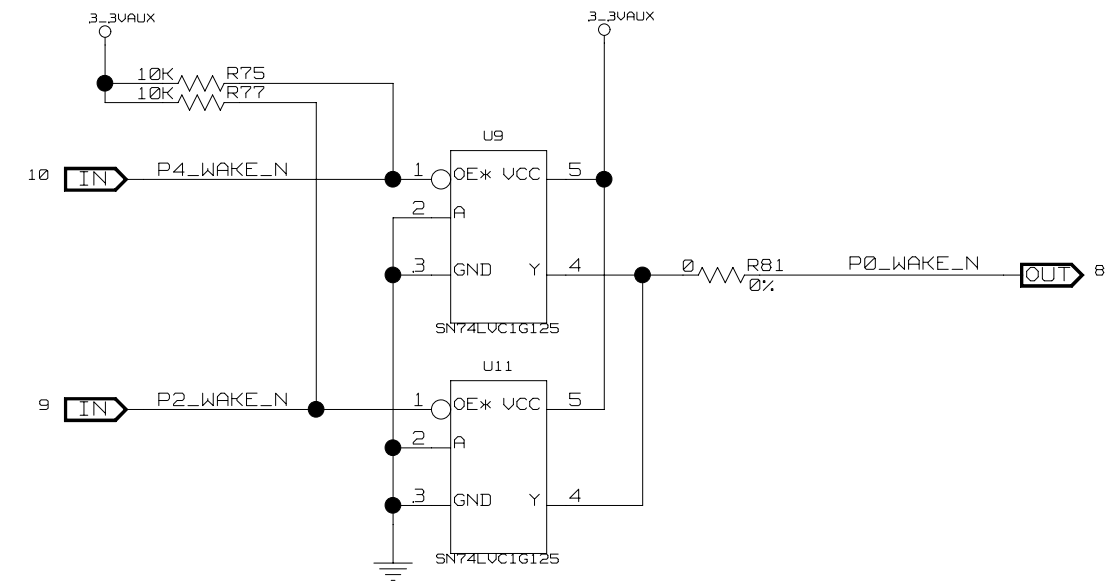 3_3VAUX
3_3VAUX
10K R75
10K R77
U9
10 IN P4_WAKE_N 1 OE* VCC 5
2 A
3 GND Y 4 0 R81 P0_WAKE_N OUT 8
0%
SN74LVC1G125
U11
9 IN P2_WAKE_N 1 OE* VCC 5
2 A
3 GND Y 4
SN74LVC1G125